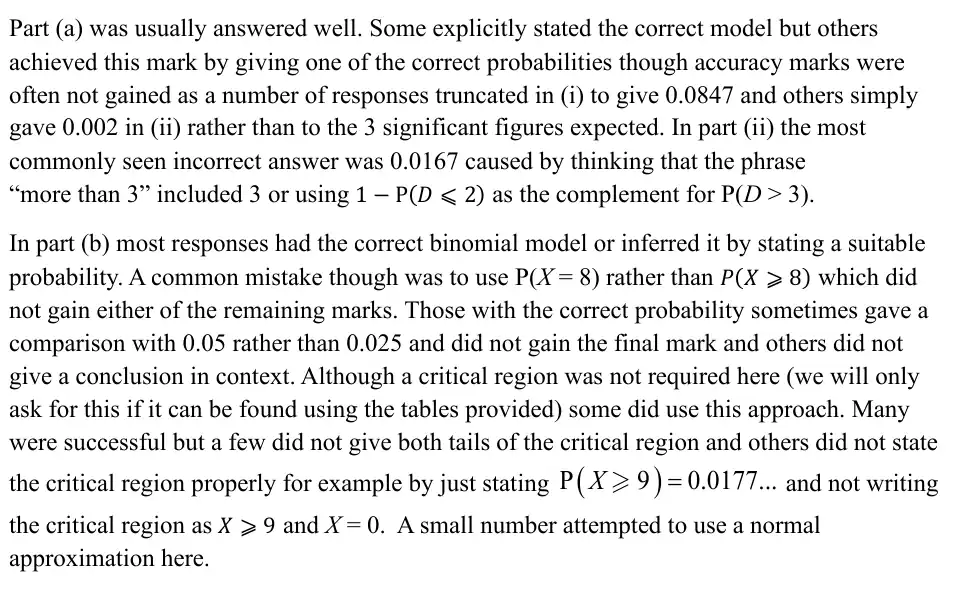 Part (a) was usually answered well. Some explicitly stated the correct model but others
achieved this mark by giving one of the correct probabilities though accuracy marks were
often not gained as a number of responses truncated in (i) to give 0.0847 and others simply
gave 0.002 in (ii) rather than to the 3 significant figures expected. In part (ii) the most
commonly seen incorrect answer was 0.0167 caused by thinking that the phrase
“more than 3” included 3 or using 1 − P(D ⩽ 2) as the complement for P(D > 3).
In part (b) most responses had the correct binomial model or inferred it by stating a suitable
probability. A common mistake though was to use P(X = 8) rather than P(X ⩾ 8) which did
not gain either of the remaining marks. Those with the correct probability sometimes gave a
comparison with 0.05 rather than 0.025 and did not gain the final mark and others did not
give a conclusion in context. Although a critical region was not required here (we will only
ask for this if it can be found using the tables provided) some did use this approach. Many
were successful but a few did not give both tails of the critical region and others did not state
the critical region properly for example by just stating P(X ⩾ 9) = 0.0177... and not writing
the critical region as X ⩾ 9 and X = 0. A small number attempted to use a normal
approximation here.